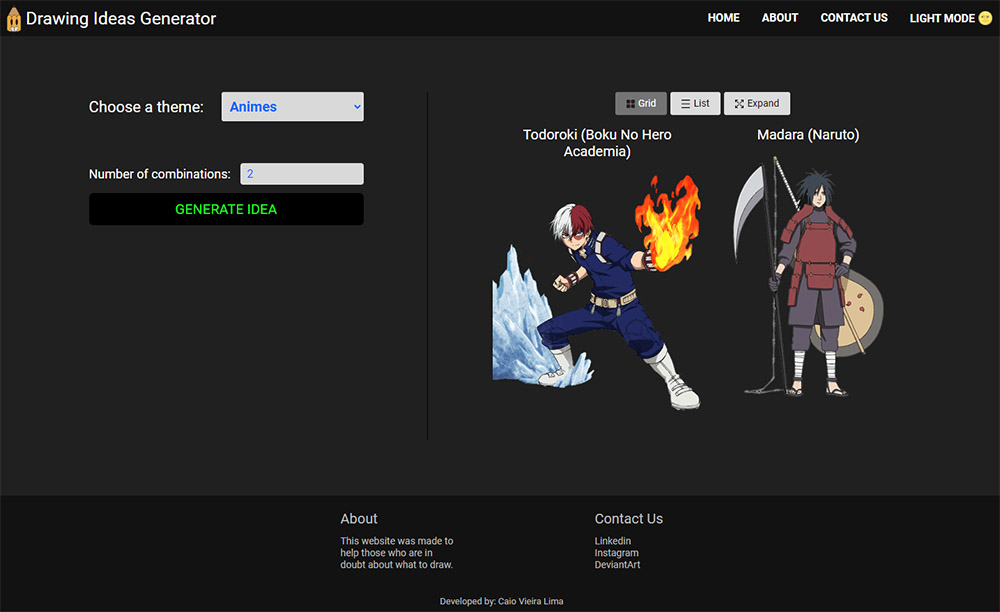 Drawing Ideas Generator
HOME
ABOUT
CONTACT US
LIGHT MODE
Choose a theme:
Animes
Number of combinations:
2
GENERATE IDEA
Grid
List
Expand
Todoroki (Boku No Hero
Academia)
Madara (Naruto)
About
This website was made to
help those who are in
doubt about what to draw.
Contact Us
Linkedin
Instagram
DeviantArt
Developed by: Caio Vieira Lima